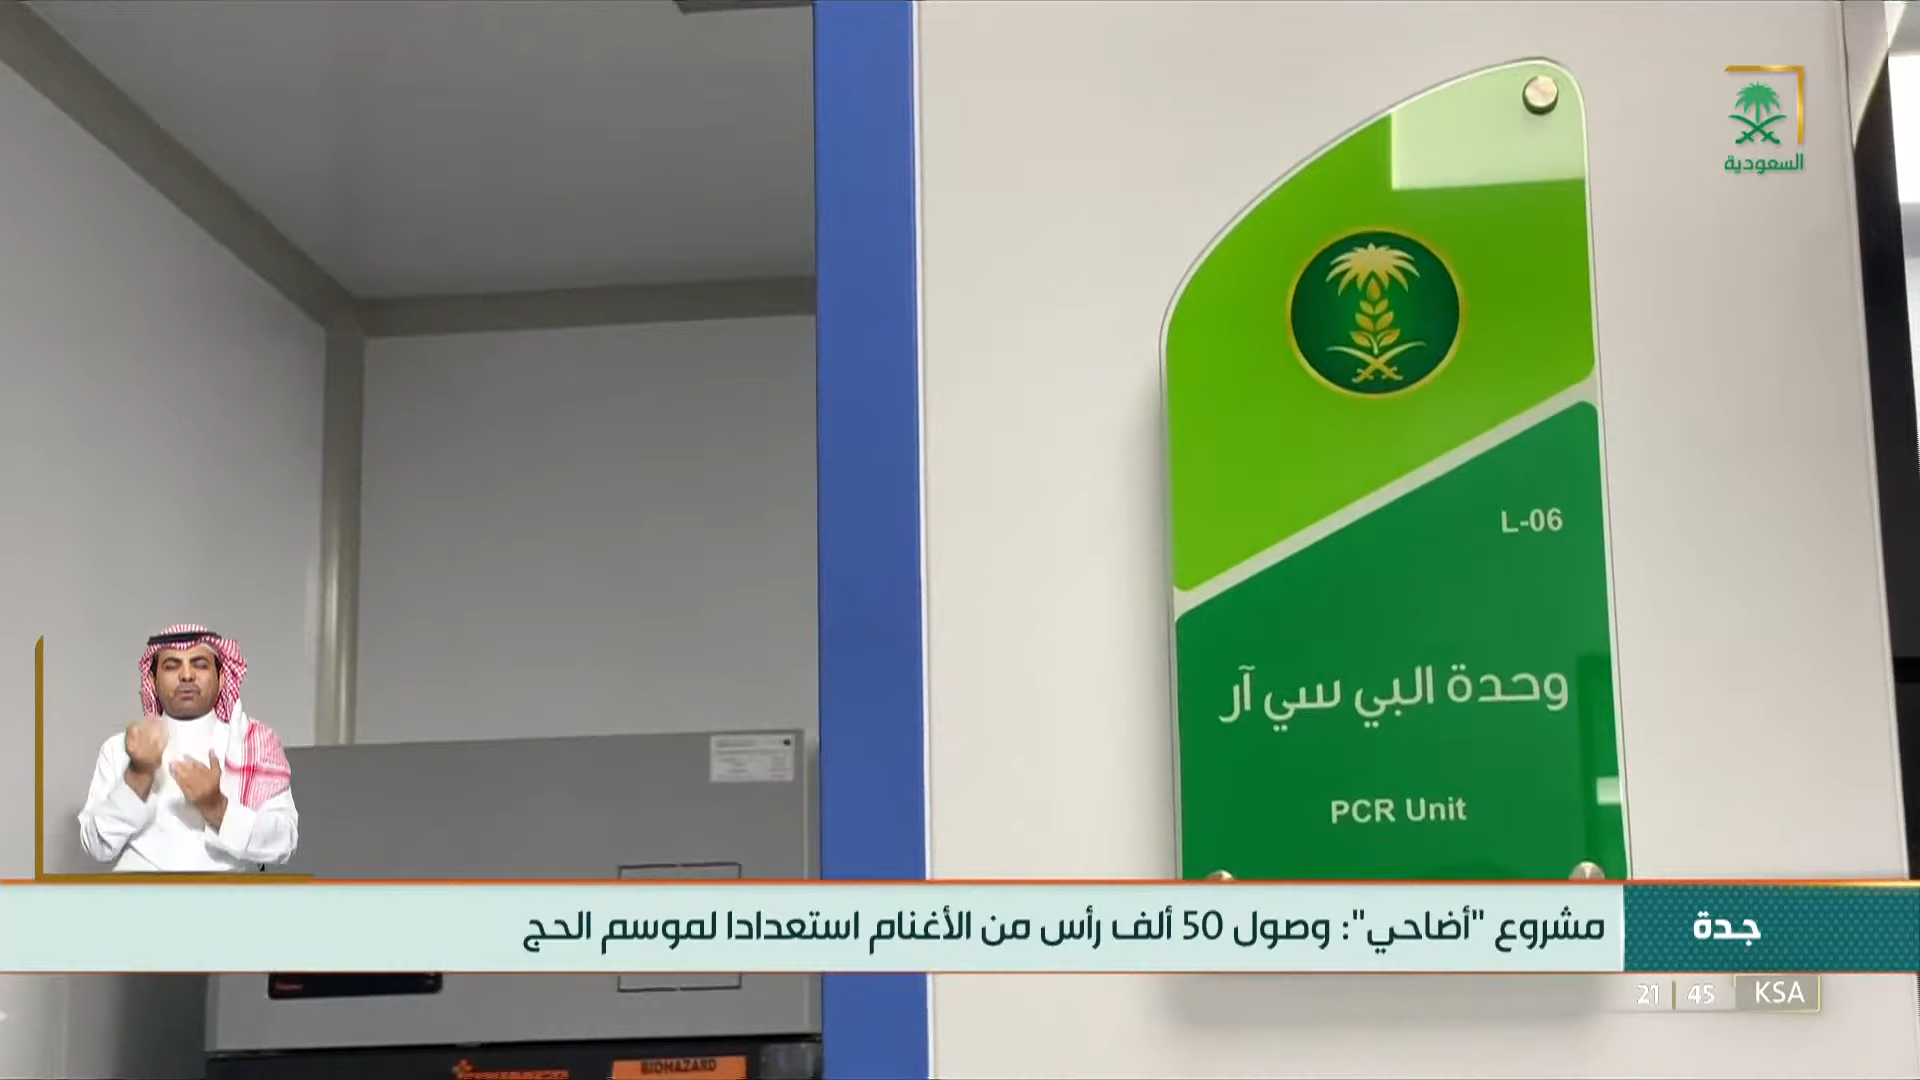 السعودية
L-06
وحدة البي سي آر
PCR Unit
جدة
مشروع "أضاحي": وصول 50 ألف رأس من الأغنام استعدادا لموسم الحج
21 | 45 KSA
BIOHAZARD